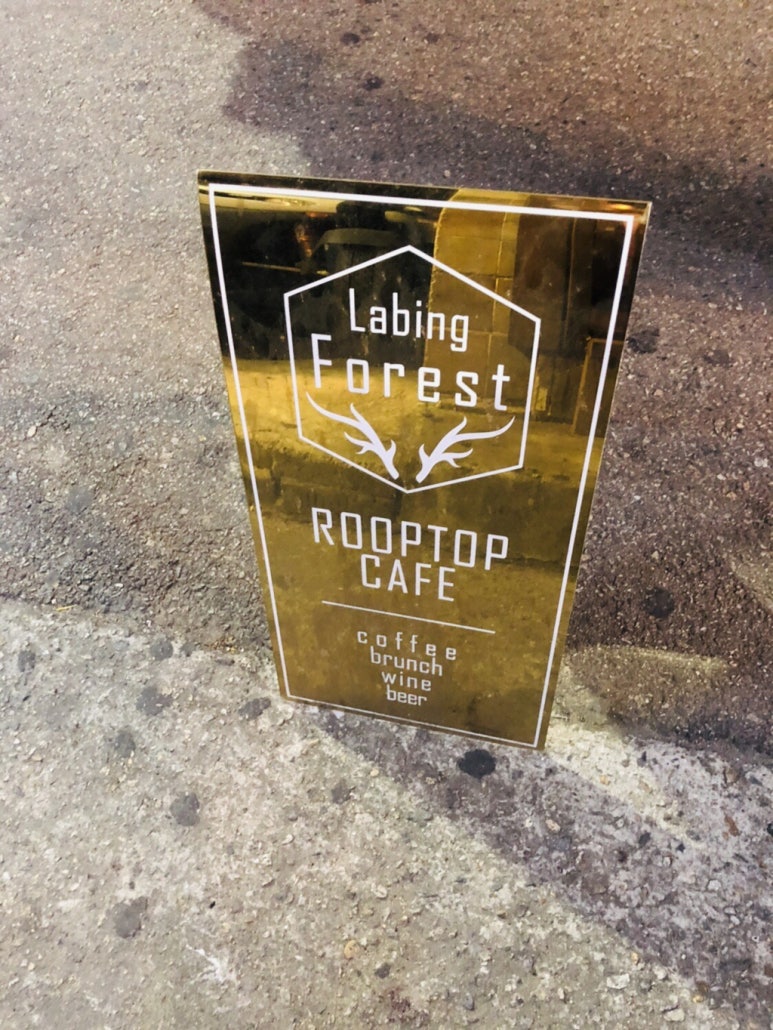 Labing
Forest
ROOPTOP
CAFE
coffee
brunch
wine
beer